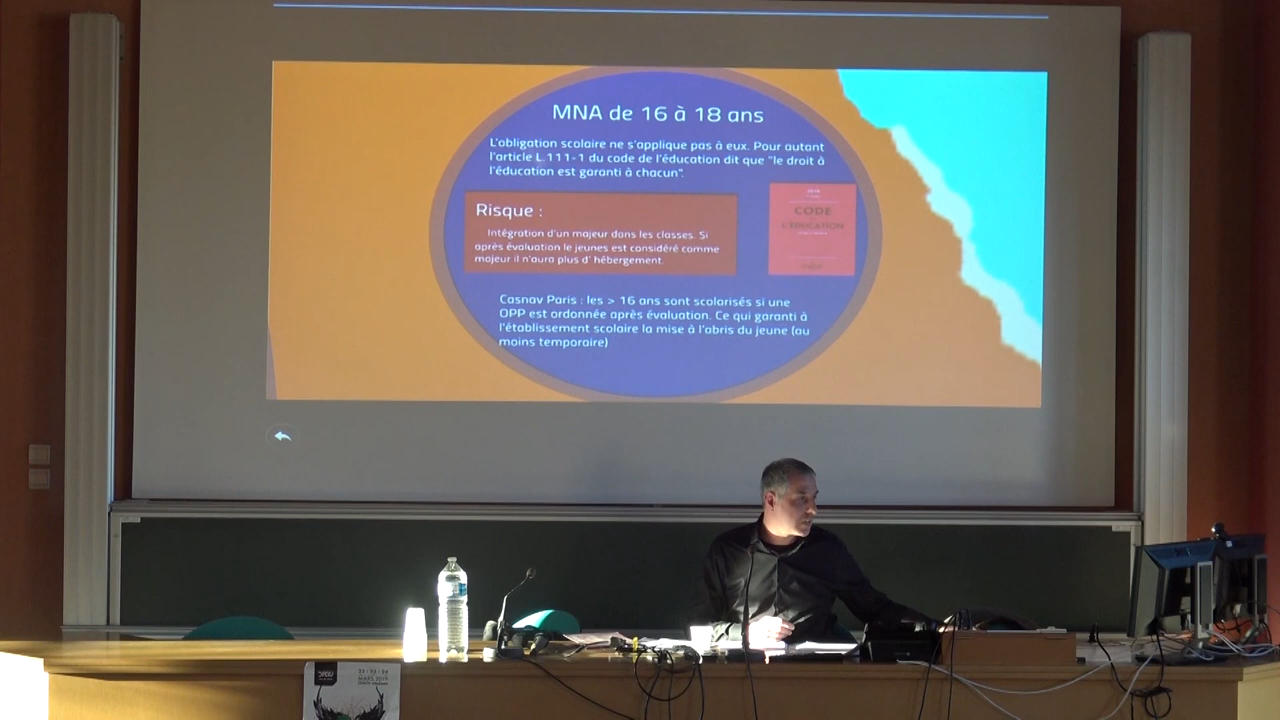 MNA de 16 à 18 ans
L'obligation scolaire ne s'applique pas à eux. Pour autant
l'article L.111-1 du code de l'éducation dit que "le droit à
l'éducation est garanti à chacun".
Risque :
Intégration d'un majeur dans les classes. Si
après évaluation le jeunes est considéré comme
majeur il n'aura plus d' hébergement.
CODE
L'ÉDUCATION
Casnav Paris : les > 16 ans sont scolarisés si une
OPP est ordonnée après évaluation. Ce qui garanti à
l'établissement scolaire la mise à l'abris du jeune (au
moins temporaire)
MARS 2019